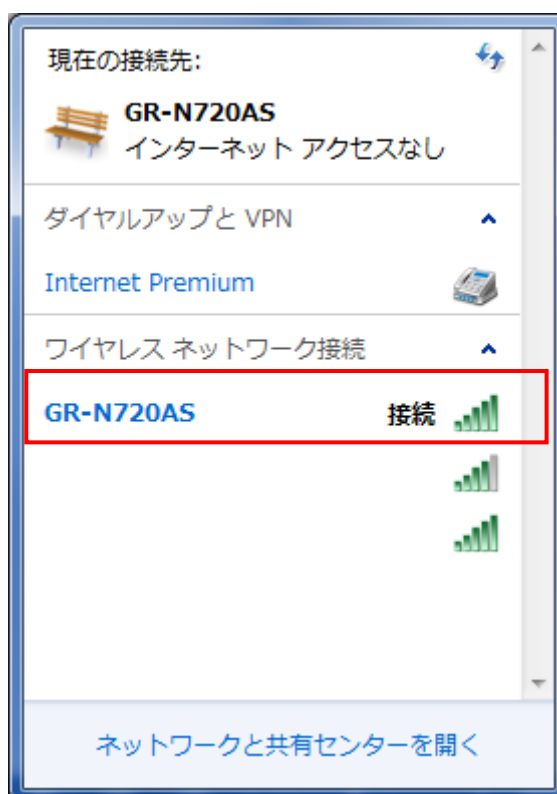 現在の接続先:
GR-N720AS
インターネット アクセスなし
ダイヤルアップと VPN
Internet Premium
ワイヤレス ネットワーク接続
GR-N720AS 接続
ネットワークと共有センターを開く